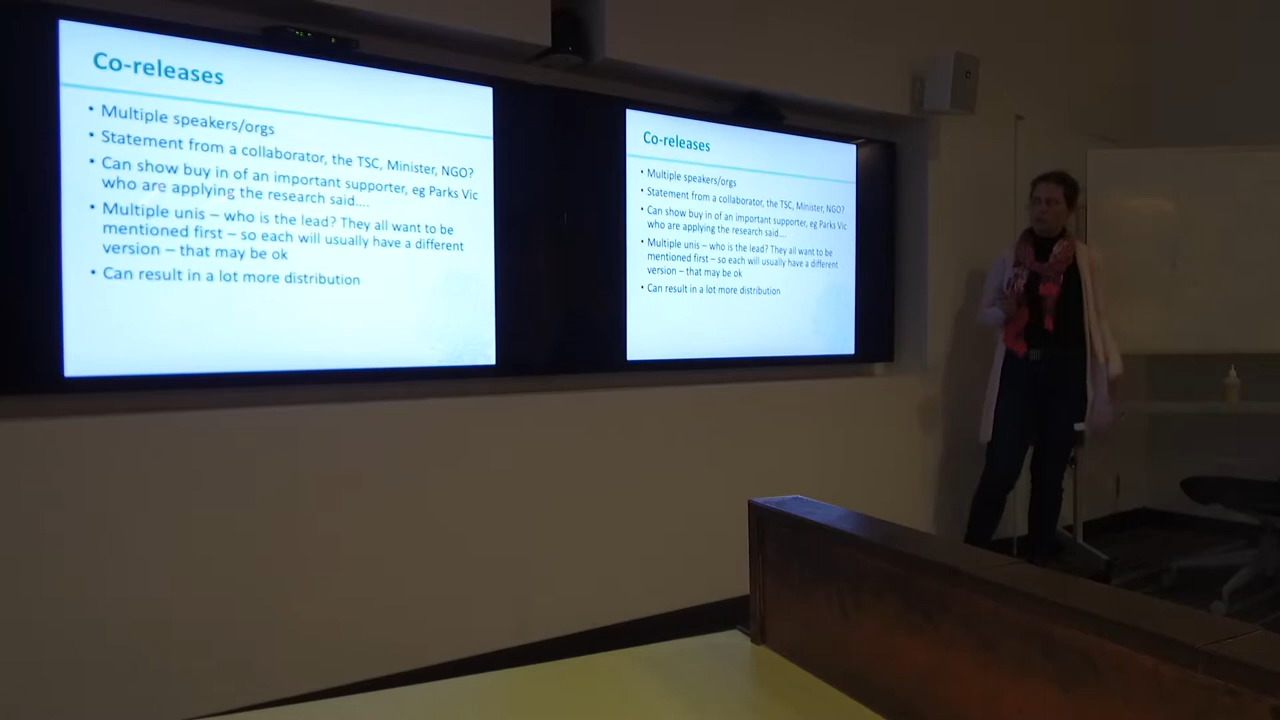 Co-releases
• Multiple speakers/orgs
• Statement from a collaborator, the TSC, Minister, NGO?
• Can show buy in of an important supporter, eg Parks Vic
who are applying the research said....
• Multiple unis – who is the lead? They all want to be
mentioned first – so each will usually have a different
version – that may be ok
• Can result in a lot more distribution
Co-releases
• Multiple speakers/orgs
• Statement from a collaborator, the TSC, Minister, NGO?
• Can show buy in of an important supporter, eg Parks Vic
who are applying the research said....
• Multiple unis – who is the lead? They all want to be
mentioned first – so each will usually have a different
version – that may be ok
• Can result in a lot more distribution